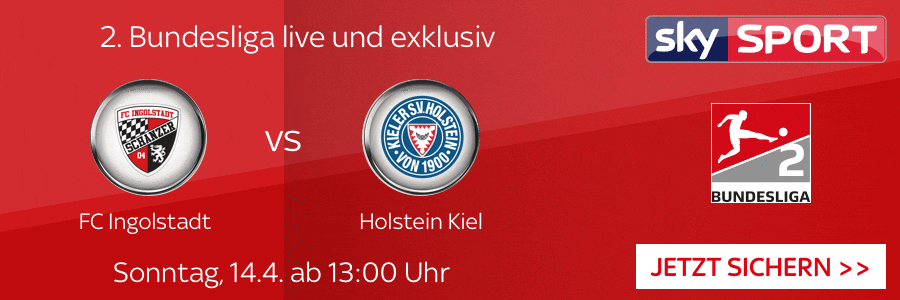 2. Bundesliga live und exklusiv
sky SPORT
FC INGOLSTADT
SCHANZER
04
vs
KIELER S.V. HOLSTEIN
VON 1900
2
BUNDESLIGA
FC Ingolstadt
Holstein Kiel
Sonntag, 14.4. ab 13:00 Uhr
JETZT SICHERN >>